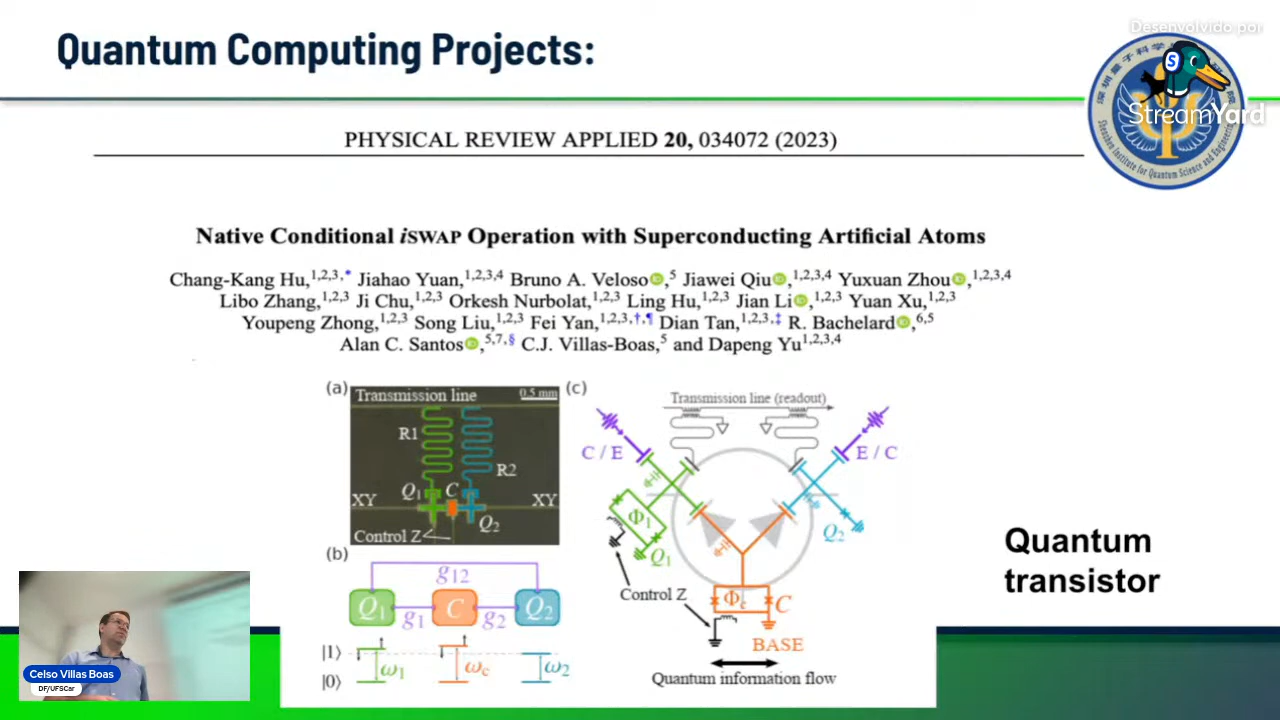 Quantum Computing Projects:
Desenvolvido por
StreamYard
Shenzhen Institute for Quantum Science and Engineering
PHYSICAL REVIEW APPLIED 20, 034072 (2023)
Native Conditional iSWAP Operation with Superconducting Artificial Atoms
Chang-Kang Hu,1,2,3,* Jiahao Yuan,1,2,3,4 Bruno A. Veloso,5 Jiawei Qiu,1,2,3,4 Yuxuan Zhou,1,2,3,4
Libo Zhang,1,2,3 Ji Chu,1,2,3 Orkesh Nurbolat,1,2,3 Ling Hu,1,2,3 Jian Li,1,2,3 Yuan Xu,1,2,3
Youpeng Zhong,1,2,3 Song Liu,1,2,3 Fei Yan,1,2,3,†,¶ Dian Tan,1,2,3,‡ R. Bachelard,6,5
Alan C. Santos,5,7,§ C.J. Villas-Boas,5 and Dapeng Yu1,2,3,4
(a)
Transmission line
0.5 mm
R1
R2
Q1
C
XY
XY
Q2
Control Z
(b)
g12
Q1
C
Q2
g1
g2
|1⟩
|0⟩
ω1
ωc
ω2
(c)
Transmission line (readout)
C / E
E / C
Φ1
Q1
Q2
Control Z
Φc
C
BASE
Quantum information flow
Quantum
transistor
Celso Villas Boas
DF/UFSCar